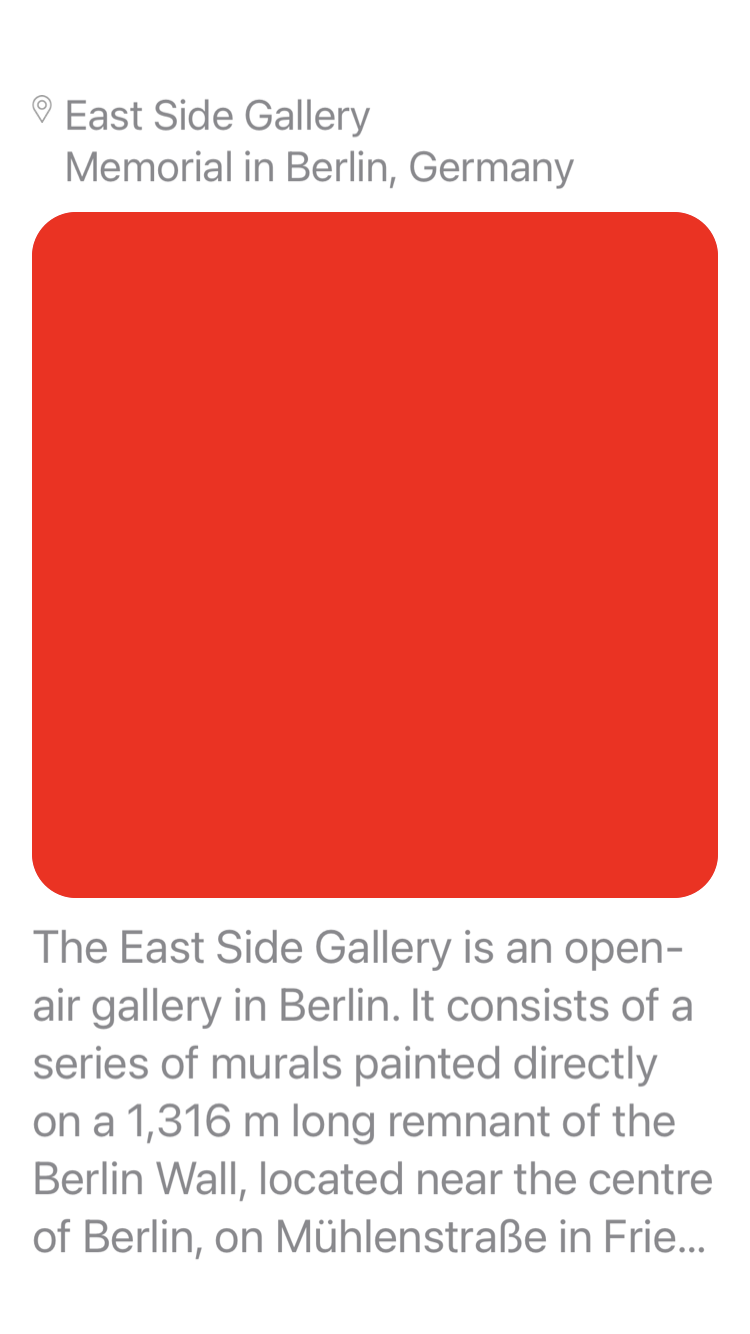 East Side Gallery
Memorial in Berlin, Germany
The East Side Gallery is an open-
air gallery in Berlin. It consists of a
series of murals painted directly
on a 1,316 m long remnant of the
Berlin Wall, located near the centre
of Berlin, on Mühlenstraße in Frie...